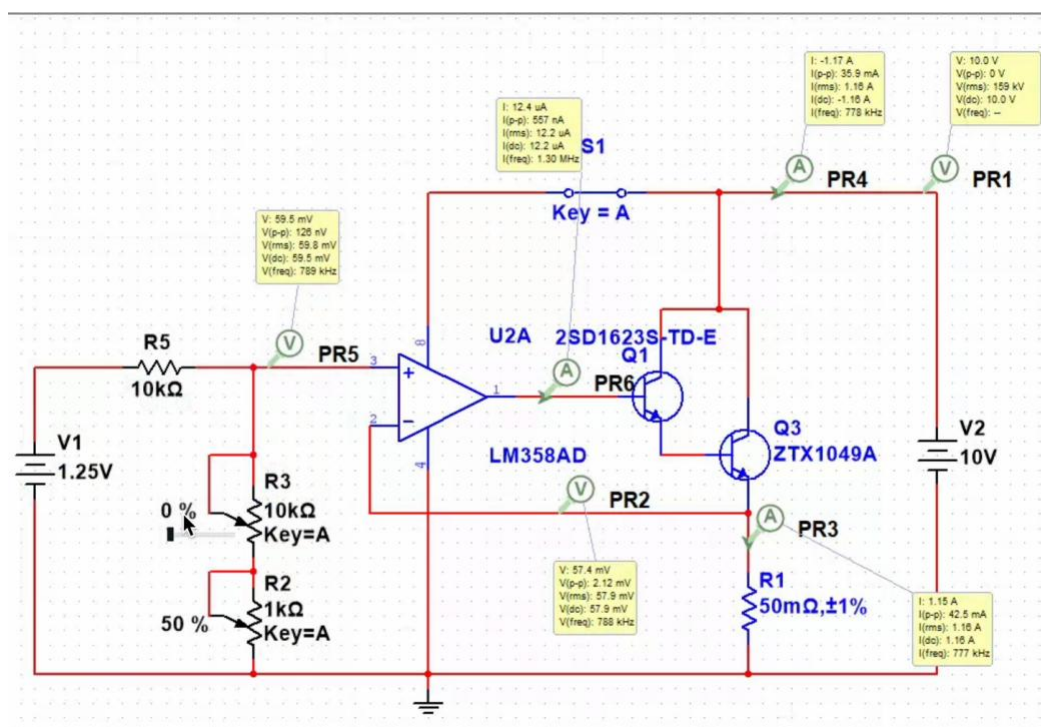 I: -1.17 A
I(p-p): 35.9 mA
I(rms): 1.16 A
I(dc): -1.16 A
I(freq): 778 kHz
V: 10.0 V
V(p-p): 0 V
V(rms): 159 kV
V(dc): 10.0 V
V(freq): --
I: 12.4 uA
I(p-p): 557 nA
I(rms): 12.2 uA
I(dc): 12.2 uA
I(freq): 1.30 MHz
S1
Key = A
A
PR4
V
PR1
V: 59.5 mV
V(p-p): 126 nV
V(rms): 59.8 mV
V(dc): 59.5 mV
V(freq): 789 kHz
V
PR5
R5
10kΩ
3
8
U2A
2SD1623S-TD-E
Q1
A
PR6
1
2
4
LM358AD
Q3
ZTX1049A
V1
1.25V
V2
10V
R3
10kΩ
Key=A
0 %
V
PR2
A
PR3
R2
1kΩ
Key=A
50 %
V: 57.4 mV
V(p-p): 2.12 mV
V(rms): 57.9 mV
V(dc): 57.9 mV
V(freq): 788 kHz
R1
50mΩ,±1%
I: 1.15 A
I(p-p): 42.5 mA
I(rms): 1.16 A
I(dc): 1.16 A
I(freq): 777 kHz